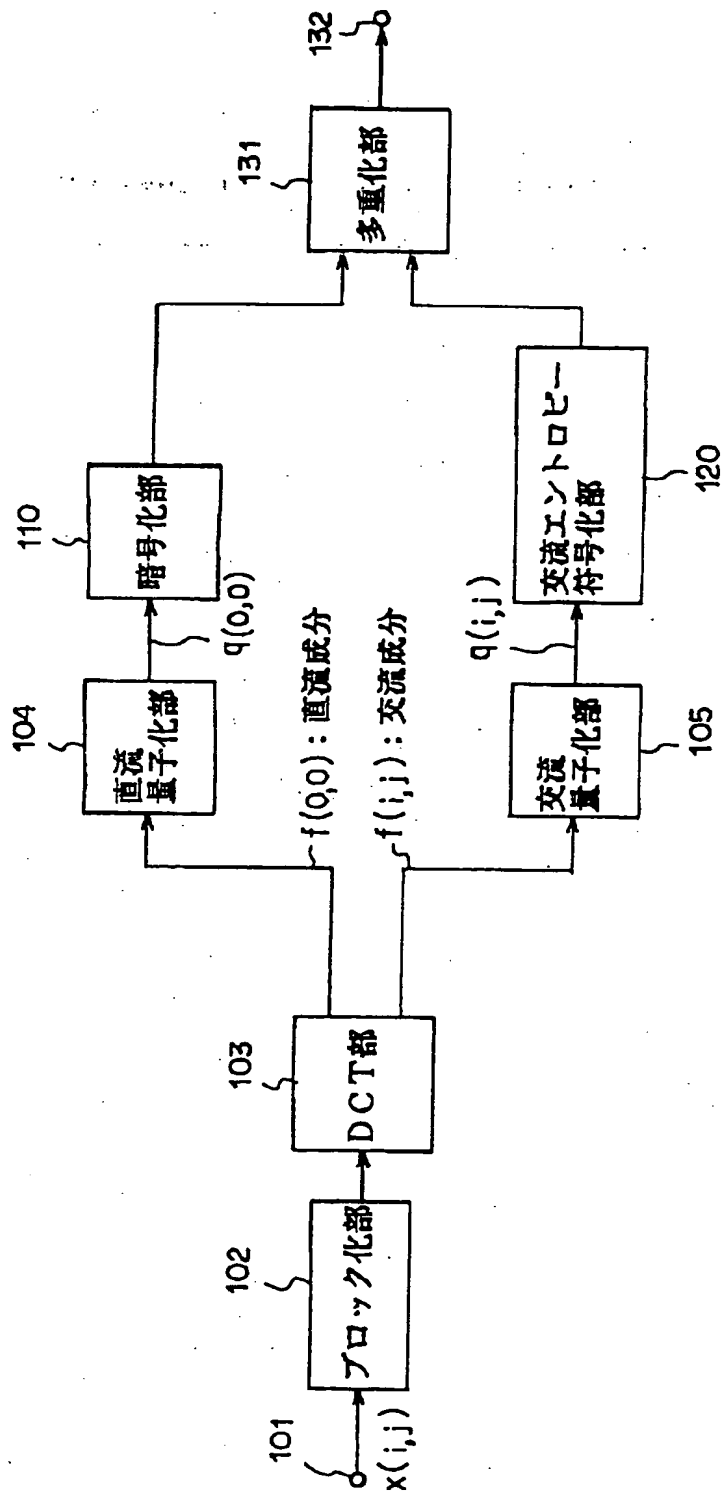 101
x(i,j)
102
ブロック化部
103
DCT部
f(0,0):直流成分
f(i,j):交流成分
104
直流
量子化部
q(0,0)
110
暗号化部
105
交流
量子化部
q(i,j)
120
交流エントロピー
符号化部
131
多重化部
132